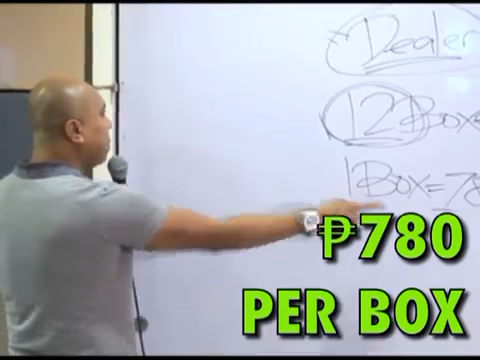 Dealer
12 Box
1 Box = 78
₱780
PER BOX